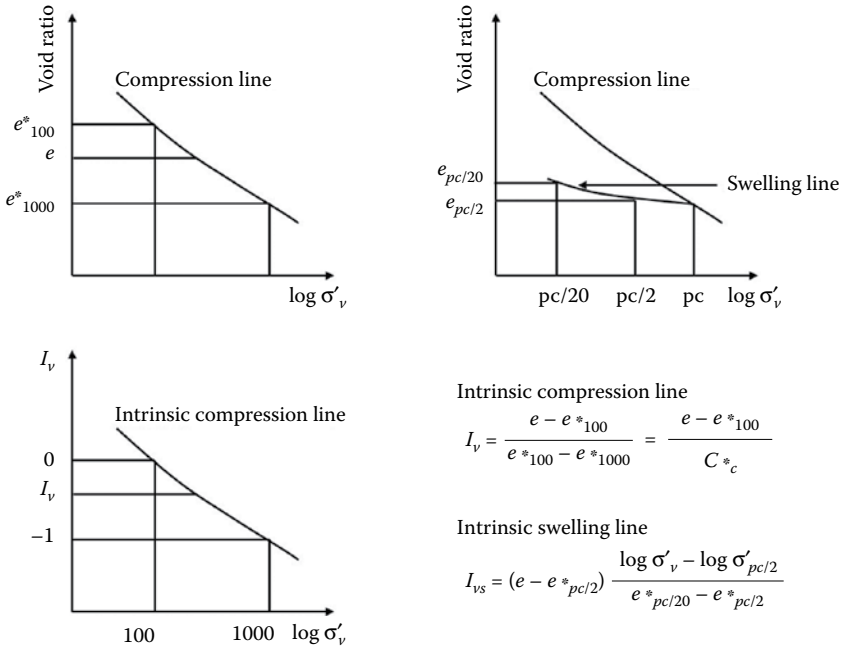 Void ratio
Compression line
e*100
e
e*1000
log σ′v
Void ratio
Compression line
e pc/20
e pc/2
Swelling line
pc/20 pc/2 pc log σ′v
Iv
Intrinsic compression line
0
Iv
−1
100 1000 log σ′v
Intrinsic compression line
Iv = (e − e*100) / (e*100 − e*1000) = (e − e*100) / C*c
Intrinsic swelling line
Ivs = (e − e*pc/2) (log σ′v − log σ′pc/2) / (e*pc/20 − e*pc/2)